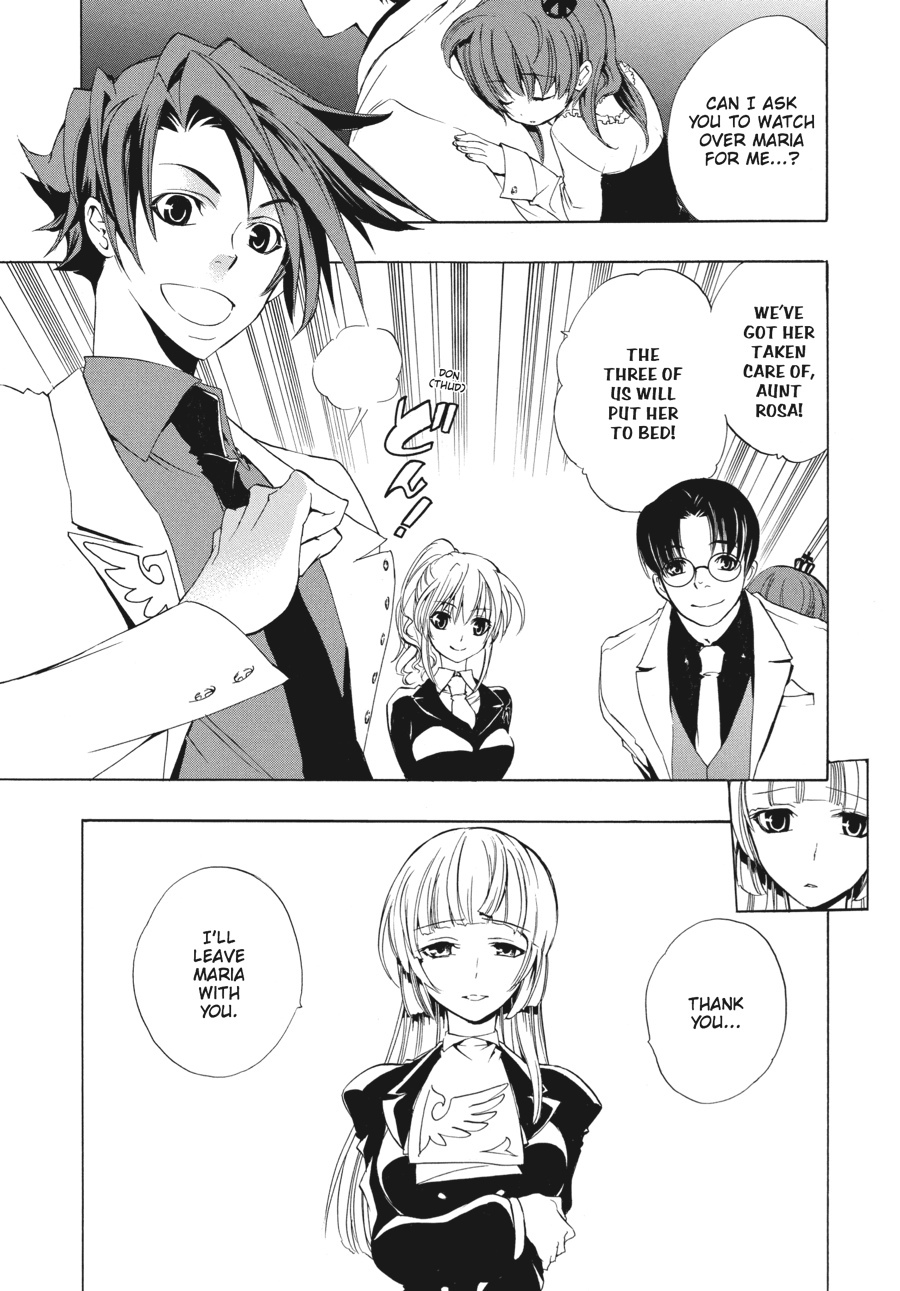 CAN I ASK
YOU TO WATCH
OVER MARIA
FOR ME...?
WE'VE
GOT HER
TAKEN
CARE OF,
AUNT
ROSA!
THE
THREE OF
US WILL
PUT HER
TO BED!
DON
(THUD)
どん!
THANK
YOU...
I'LL
LEAVE
MARIA
WITH
YOU.